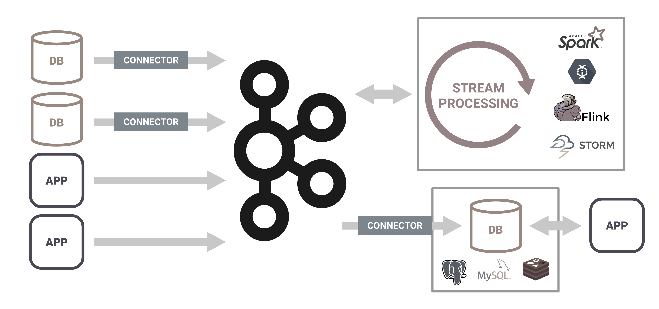 DB
CONNECTOR
DB
CONNECTOR
APP
APP
STREAM
PROCESSING
Spark
Flink
STORM
CONNECTOR
DB
MySQL
APP